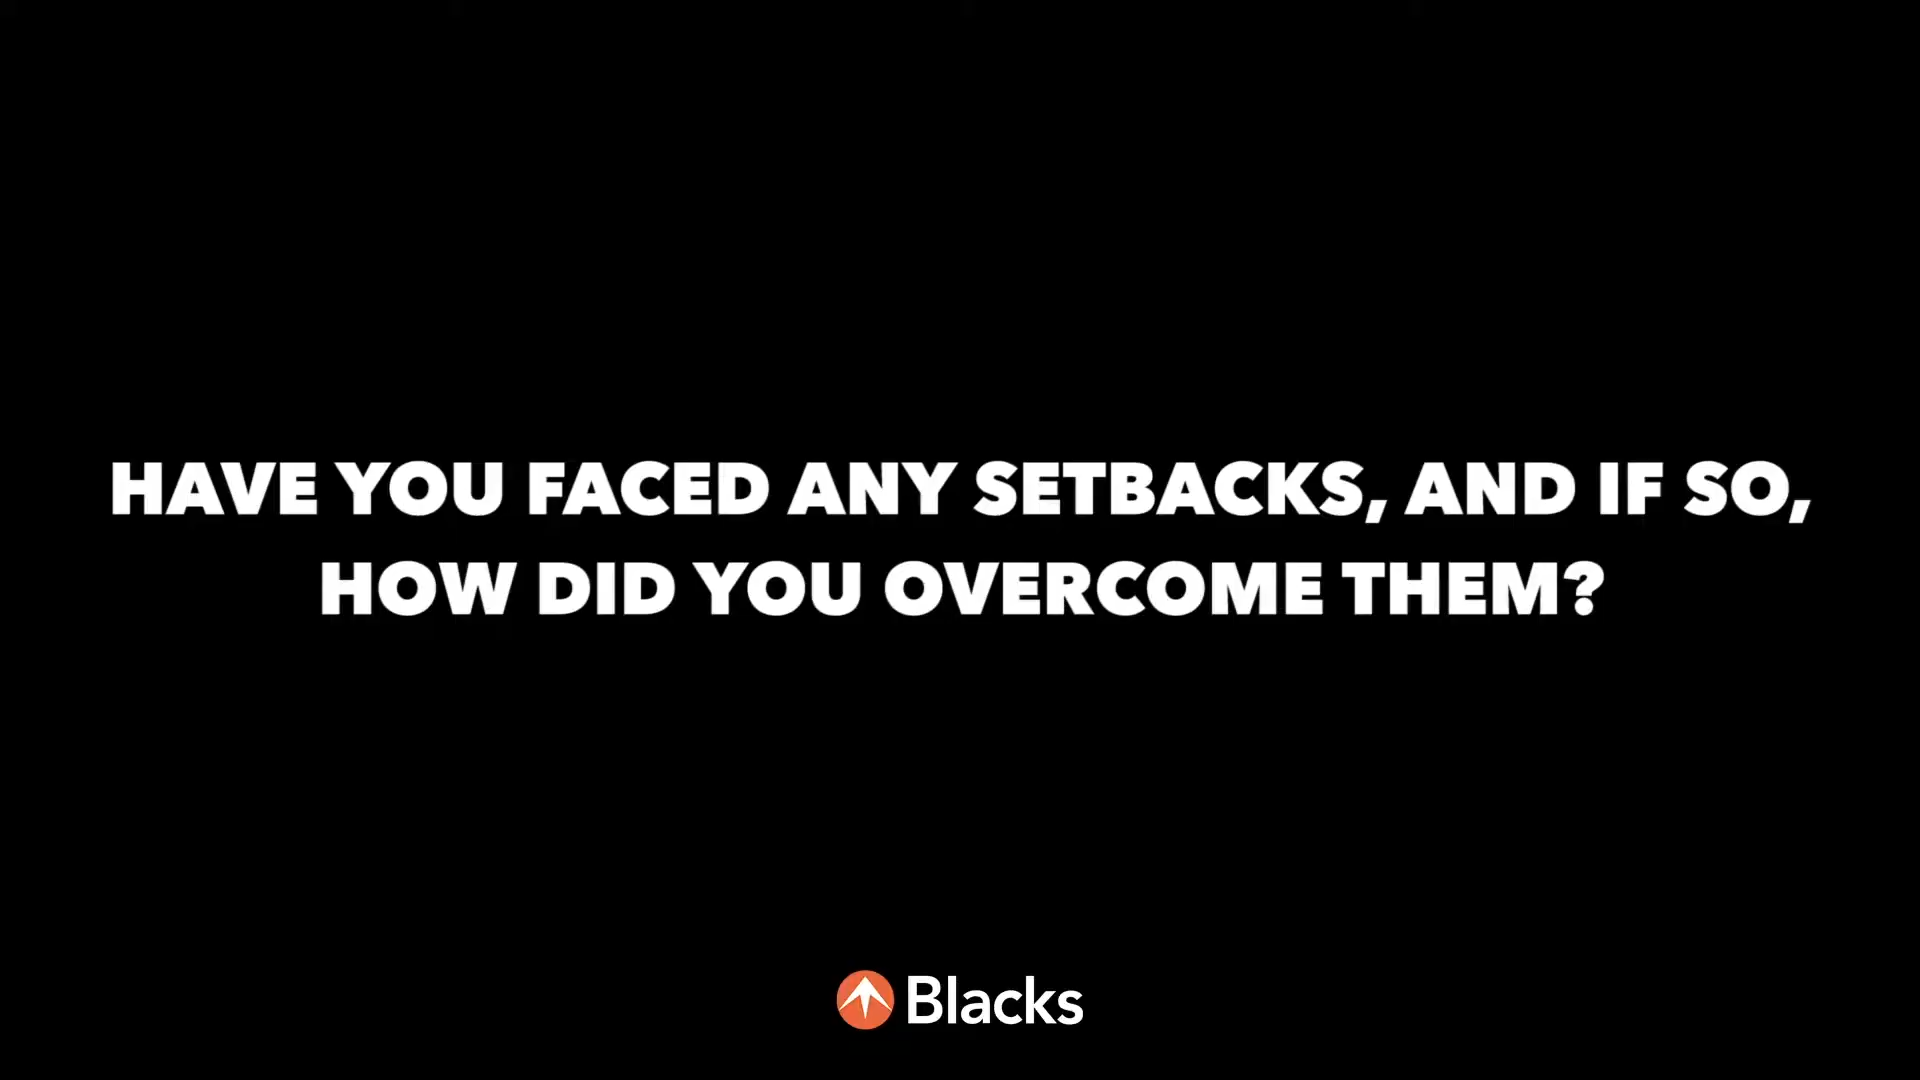 HAVE YOU FACED ANY SETBACKS, AND IF SO,
HOW DID YOU OVERCOME THEM?
Blacks